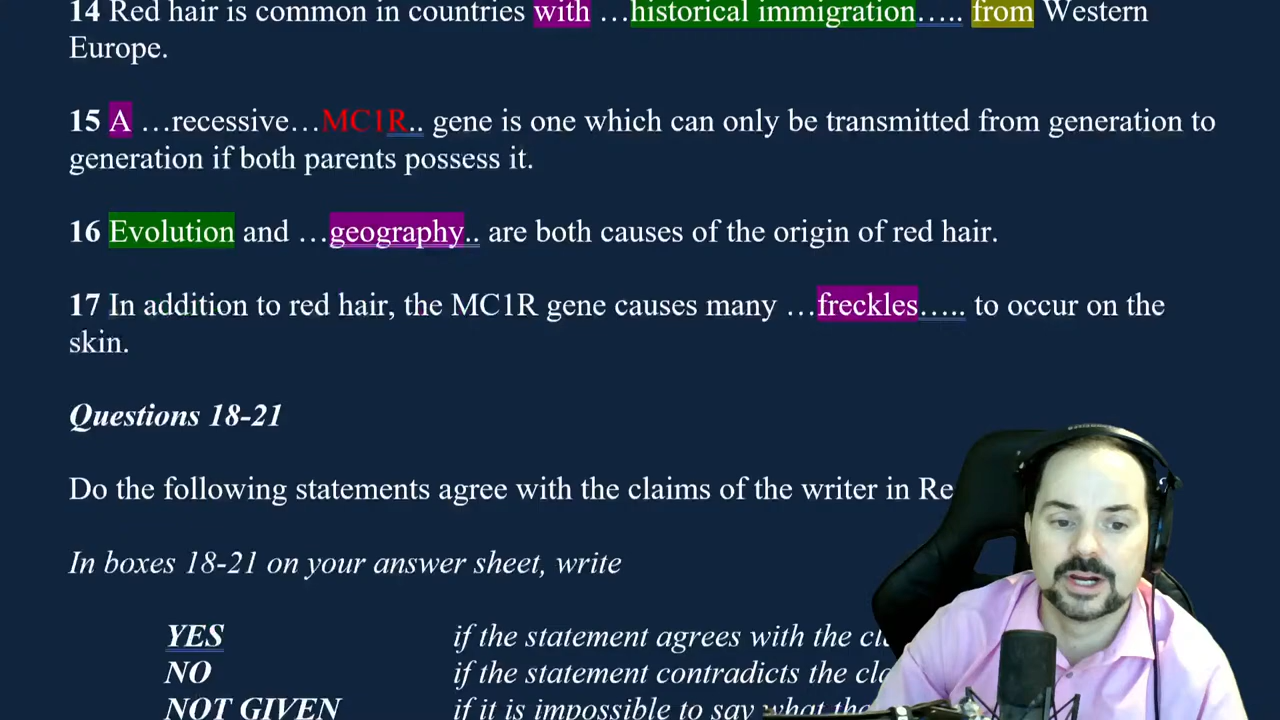 14 Red hair is common in countries with …historical immigration….. from Western
Europe.
15 A …recessive…MC1R.. gene is one which can only be transmitted from generation to
generation if both parents possess it.
16 Evolution and …geography.. are both causes of the origin of red hair.
17 In addition to red hair, the MC1R gene causes many …freckles….. to occur on the
skin.
Questions 18-21
Do the following statements agree with the claims of the writer in Re
In boxes 18-21 on your answer sheet, write
YES if the statement agrees with the cl
NO if the statement contradicts the cla
NOT GIVEN if it is impossible to say what tha